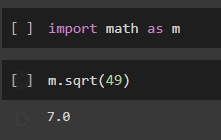 [ ] import math as m
[ ] m.sqrt(49)
7.0